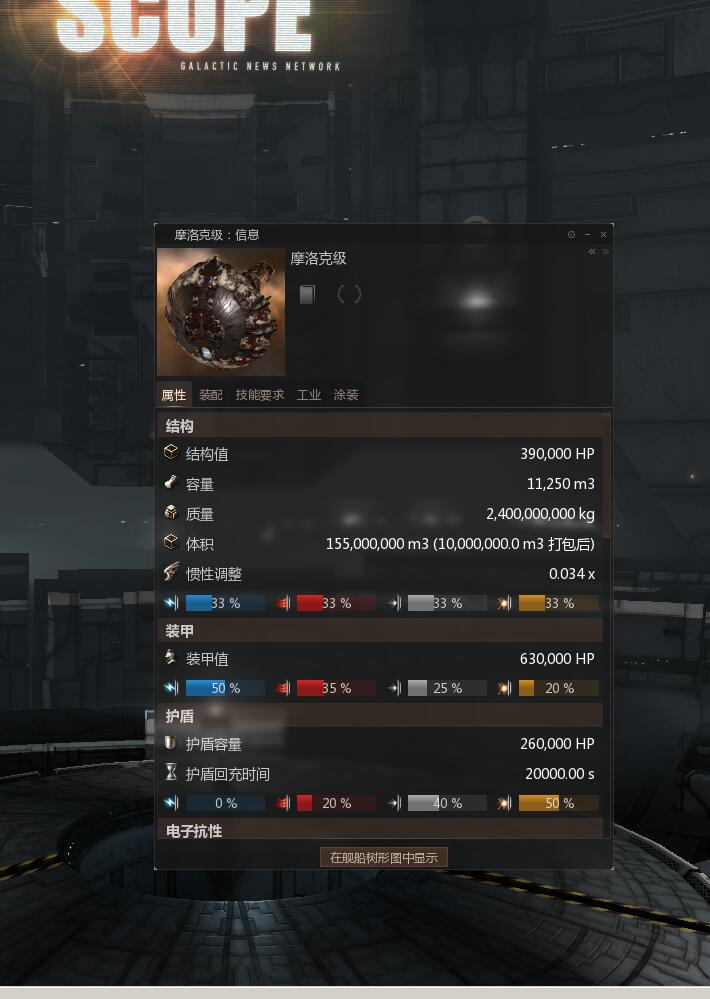 SCOPE
GALACTIC NEWS NETWORK
摩洛克级：信息
摩洛克级
属性 装配 技能要求 工业 涂装
结构
结构值 390,000 HP
容量 11,250 m3
质量 2,400,000,000 kg
体积 155,000,000 m3 (10,000,000.0 m3 打包后)
惯性调整 0.034 x
33 % 33 % 33 % 33 %
装甲
装甲值 630,000 HP
50 % 35 % 25 % 20 %
护盾
护盾容量 260,000 HP
护盾回充时间 20000.00 s
0 % 20 % 40 % 50 %
电子抗性
在舰船树形图中显示